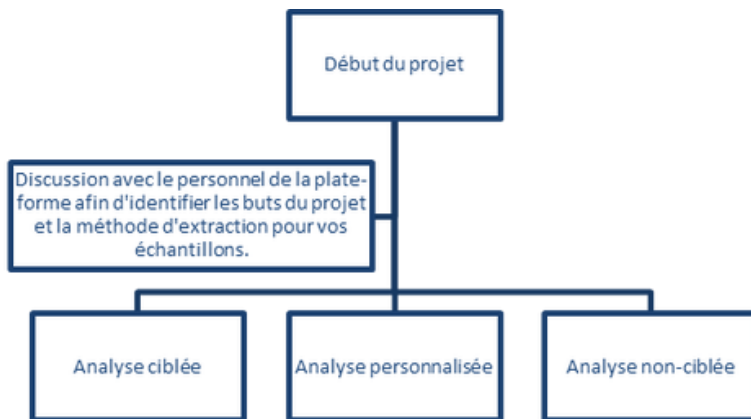 Début du projet
Discussion avec le personnel de la plate-
forme afin d'identifier les buts du projet
et la méthode d'extraction pour vos
échantillons.
Analyse ciblée
Analyse personnalisée
Analyse non-ciblée